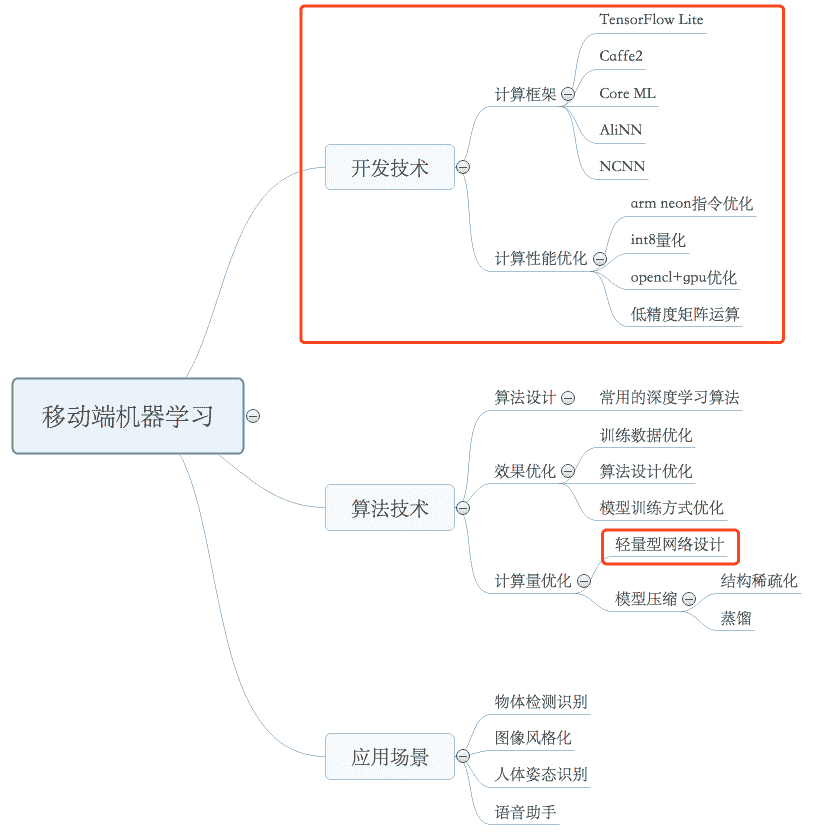 移动端机器学习
开发技术
计算框架
TensorFlow Lite
Caffe2
Core ML
AliNN
NCNN
计算性能优化
arm neon指令优化
int8量化
opencl+gpu优化
低精度矩阵运算
算法技术
算法设计
常用的深度学习算法
效果优化
训练数据优化
算法设计优化
模型训练方式优化
计算量优化
轻量型网络设计
模型压缩
结构稀疏化
蒸馏
应用场景
物体检测识别
图像风格化
人体姿态识别
语音助手